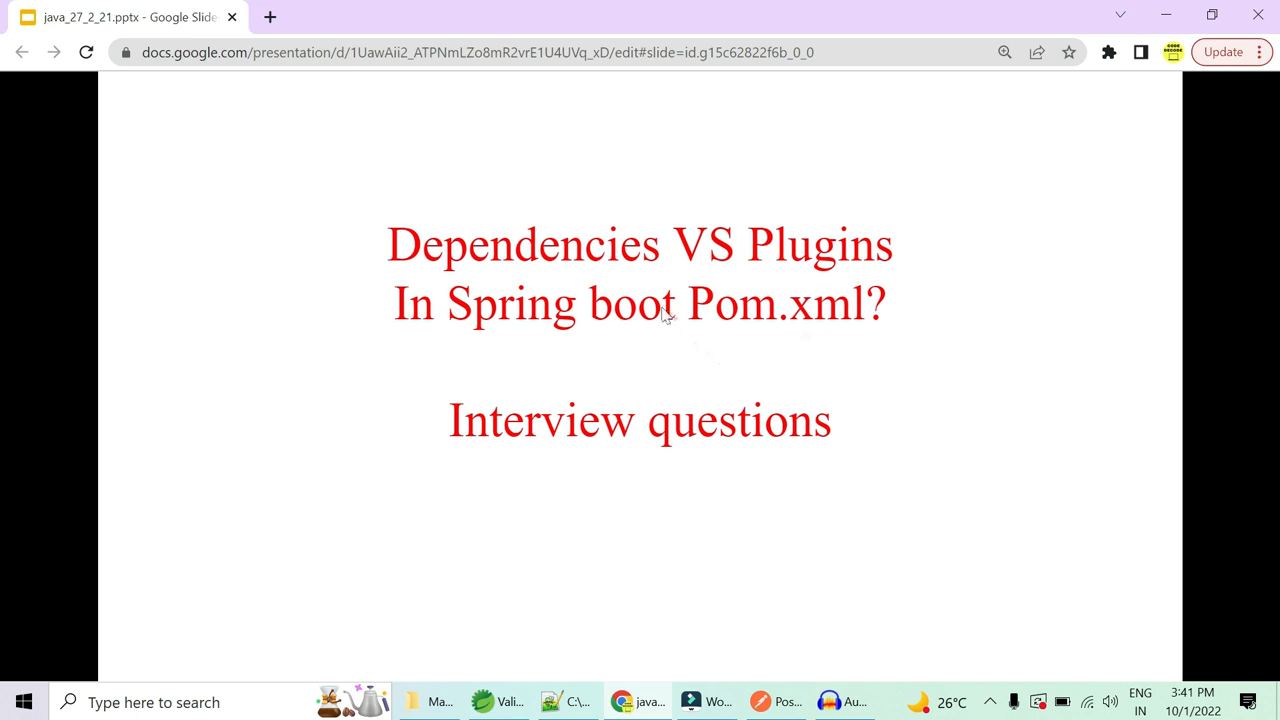 java_27_2_21.pptx - Google Slide
docs.google.com/presentation/d/1UawAii2_ATPNmLZo8mR2vrE1U4UVq_xD/edit#slide=id.g15c62822f6b_0_0
CODE
DECODE
Update
Dependencies VS Plugins
In Spring boot Pom.xml?
Interview questions
Type here to search
Ma...
Vali...
C:\...
java...
Wo...
Pos...
Au...
26°C
ENG
IN
3:41 PM
10/1/2022